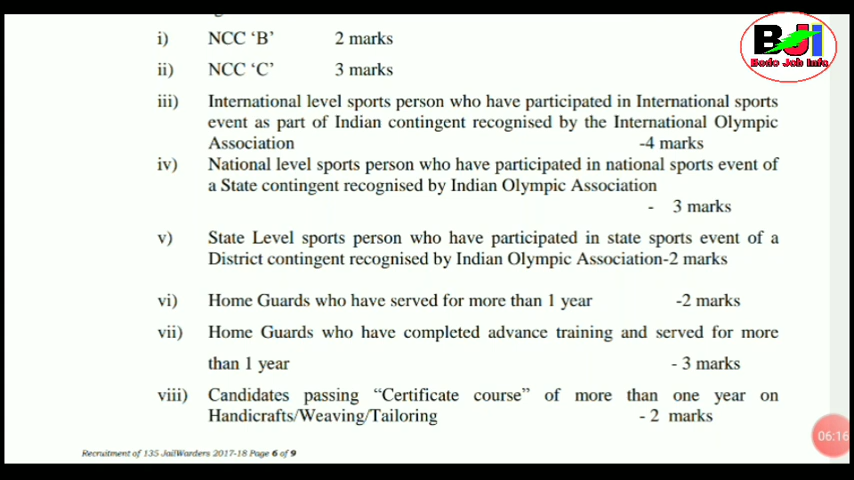 i) NCC ‘B’ 2 marks
ii) NCC ‘C’ 3 marks
iii) International level sports person who have participated in International sports
event as part of Indian contingent recognised by the International Olympic
Association -4 marks
iv) National level sports person who have participated in national sports event of
a State contingent recognised by Indian Olympic Association
- 3 marks
v) State Level sports person who have participated in state sports event of a
District contingent recognised by Indian Olympic Association-2 marks
vi) Home Guards who have served for more than 1 year -2 marks
vii) Home Guards who have completed advance training and served for more
than 1 year - 3 marks
viii) Candidates passing “Certificate course” of more than one year on
Handicrafts/Weaving/Tailoring - 2 marks
Recruitment of 135 JailWarders 2017-18 Page 6 of 9
BJI
Bodo Job Info
06:16